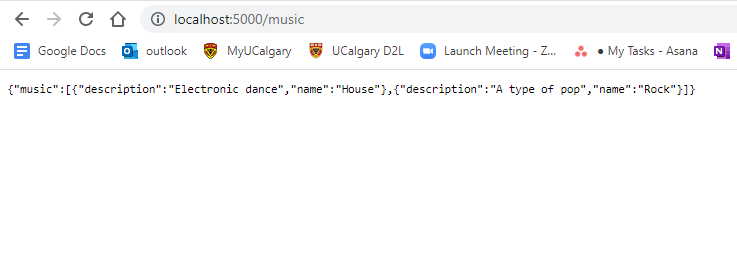 localhost:5000/music
Google Docs outlook MyUCalgary UCalgary D2L Launch Meeting - Z... ● My Tasks - Asana
{"music":[{"description":"Electronic dance","name":"House"},{"description":"A type of pop","name":"Rock"}]}